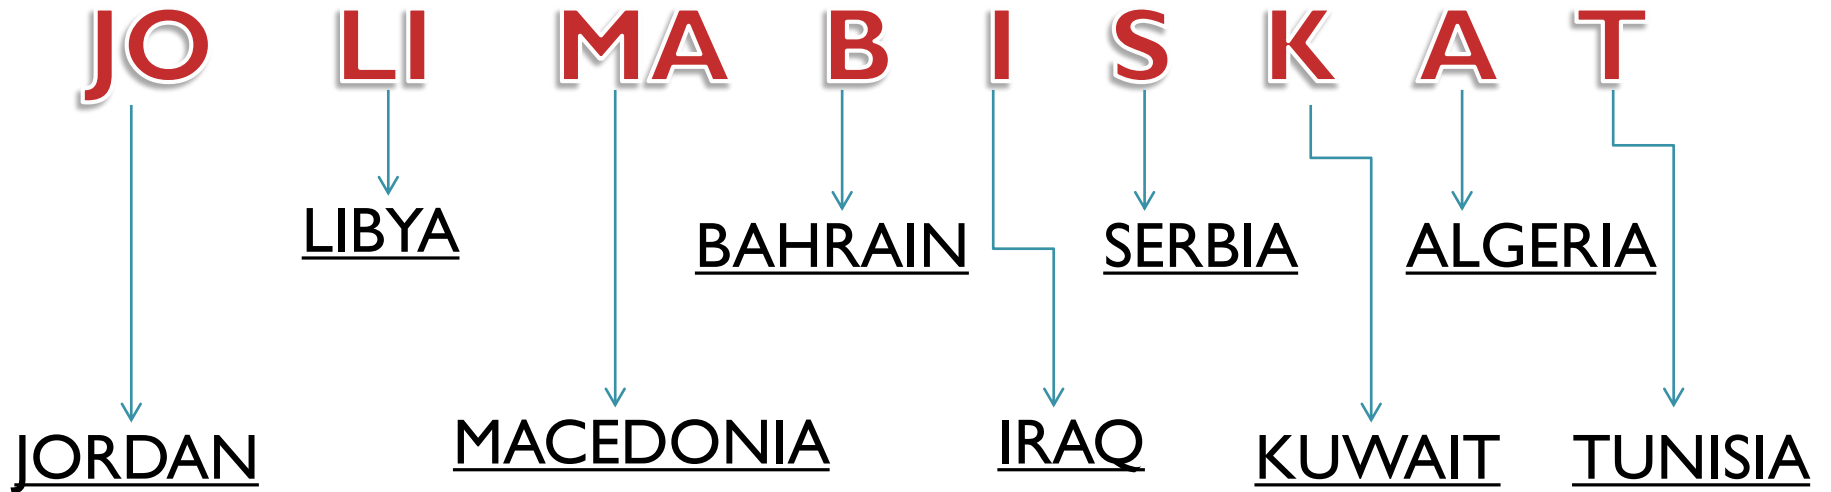 JO LI MA B I S K A T
LIBYA BAHRAIN SERBIA ALGERIA
JORDAN MACEDONIA IRAQ KUWAIT TUNISIA